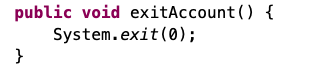 public void exitAccount() {
    System.exit(0);
}